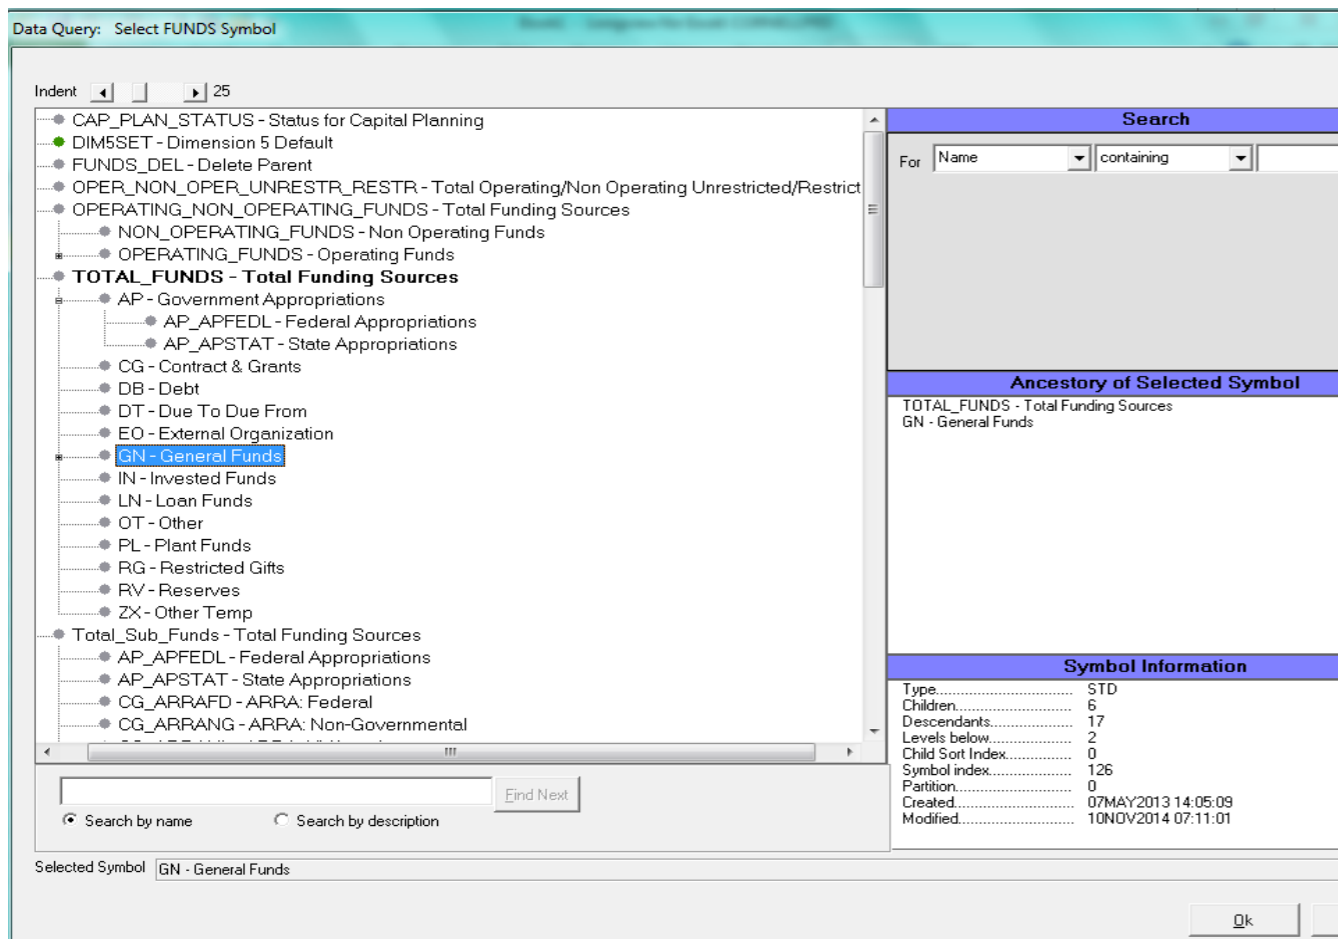 Data Query: Select FUNDS Symbol
Indent 25
CAP_PLAN_STATUS - Status for Capital Planning
DIM5SET - Dimension 5 Default
FUNDS_DEL - Delete Parent
OPER_NON_OPER_UNRESTR_RESTR - Total Operating/Non Operating Unrestricted/Restrict
OPERATING_NON_OPERATING_FUNDS - Total Funding Sources
NON_OPERATING_FUNDS - Non Operating Funds
OPERATING_FUNDS - Operating Funds
TOTAL_FUNDS - Total Funding Sources
AP - Government Appropriations
AP_APFEDL - Federal Appropriations
AP_APSTAT - State Appropriations
CG - Contract & Grants
DB - Debt
DT - Due To Due From
EO - External Organization
GN - General Funds
IN - Invested Funds
LN - Loan Funds
OT - Other
PL - Plant Funds
RG - Restricted Gifts
RV - Reserves
ZX - Other Temp
Total_Sub_Funds - Total Funding Sources
AP_APFEDL - Federal Appropriations
AP_APSTAT - State Appropriations
CG_ARRAFD - ARRA: Federal
CG_ARRANG - ARRA: Non-Governmental
Find Next
Search by name Search by description
Selected Symbol GN - General Funds
Search
For Name containing
Ancestory of Selected Symbol
TOTAL_FUNDS - Total Funding Sources
GN - General Funds
Symbol Information
Type.............................. STD
Children.......................... 6
Descendants.................... 17
Levels below.................... 2
Child Sort Index............... 0
Symbol index.................... 126
Partition........................... 0
Created............................ 07MAY2013 14:05:09
Modified............................ 10NOV2014 07:11:01
Ok